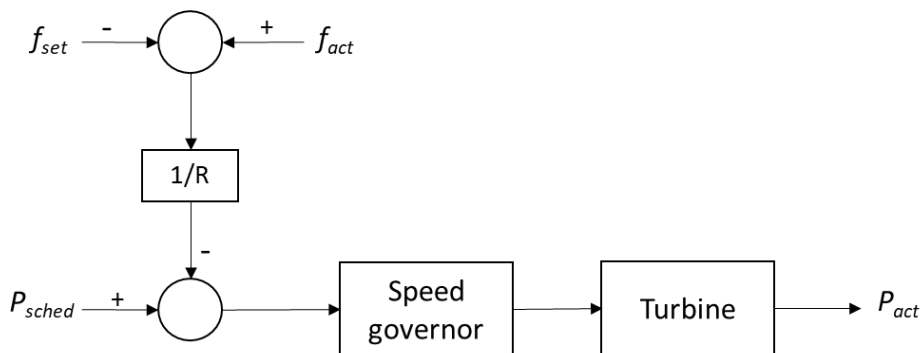 f_set - + f_act
1/R
-
P_sched + Speed governor Turbine P_act